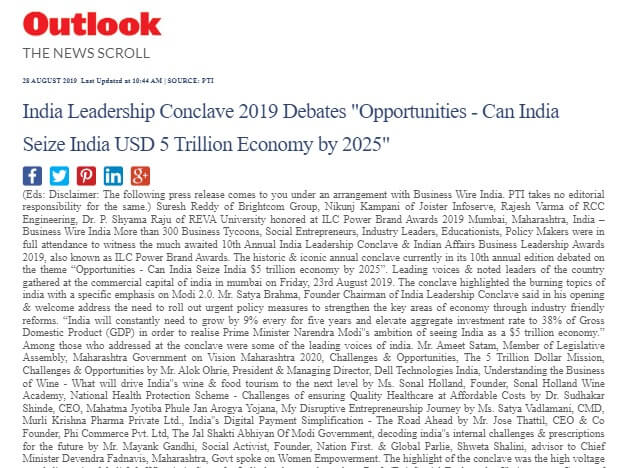 Outlook
THE NEWS SCROLL
28 AUGUST 2019 Last Updated at 10:44 AM | SOURCE: PTI
India Leadership Conclave 2019 Debates "Opportunities - Can India
Seize India USD 5 Trillion Economy by 2025"
(Eds: Disclaimer: The following press release comes to you under an arrangement with Business Wire India. PTI takes no editorial
responsibility for the same.) Suresh Reddy of Brightcom Group, Nikunj Kampani of Joister Infoserve, Rajesh Varma of RCC
Engineering, Dr. P. Shyama Raju of REVA University honored at ILC Power Brand Awards 2019 Mumbai, Maharashtra, India –
Business Wire India More than 300 Business Tycoons, Social Entrepreneurs, Industry Leaders, Educationists, Policy Makers were in
full attendance to witness the much awaited 10th Annual India Leadership Conclave & Indian Affairs Business Leadership Awards
2019, also known as ILC Power Brand Awards. The historic & iconic annual conclave currently in its 10th annual edition debated on
the theme “Opportunities - Can India Seize India $5 trillion economy by 2025”. Leading voices & noted leaders of the country
gathered at the commercial capital of india in mumbai on Friday, 23rd August 2019. The conclave highlighted the burning topics of
india with a specific emphasis on Modi 2.0. Mr. Satya Brahma, Founder Chairman of India Leadership Conclave said in his opening
& welcome address the need to roll out urgent policy measures to strengthen the key areas of economy through industry friendly
reforms. “India will constantly need to grow by 9% every for five years and elevate aggregate investment rate to 38% of Gross
Domestic Product (GDP) in order to realise Prime Minister Narendra Modi’s ambition of seeing India as a $5 trillion economy.”
Among those who addressed at the conclave were some of the leading voices of india. Mr. Ameet Satam, Member of Legislative
Assembly, Maharashtra Government on Vision Maharashtra 2020, Challenges & Opportunities, The 5 Trillion Dollar Mission,
Challenges & Opportunities by Mr. Alok Ohrie, President & Managing Director, Dell Technologies India, Understanding the Business
of Wine - What will drive India"s wine & food tourism to the next level by Ms. Sonal Holland, Founder, Sonal Holland Wine
Academy, National Health Protection Scheme - Challenges of ensuring Quality Healthcare at Affordable Costs by Dr. Sudhakar
Shinde, CEO, Mahatma Jyotiba Phule Jan Arogya Yojana, My Disruptive Entrepreneurship Journey by Ms. Satya Vadlamani, CMD,
Murli Krishna Pharma Private Ltd., India"s Digital Payment Simplification - The Road Ahead by Mr. Jose Thattil, CEO & Co
Founder, Phi Commerce Pvt. Ltd, The Jal Shakti Abhiyan Of Modi Government, decoding india"s internal challenges & prescriptions
for the future by Mr. Mayank Gandhi, Social Activist, Founder, Nation First. & Global Parlie, Shweta Shalini, advisor to Chief
Minister Devendra Fadnavis, Maharashtra, Govt spoke on Women Empowerment. The highlight of the conclave was the high voltage